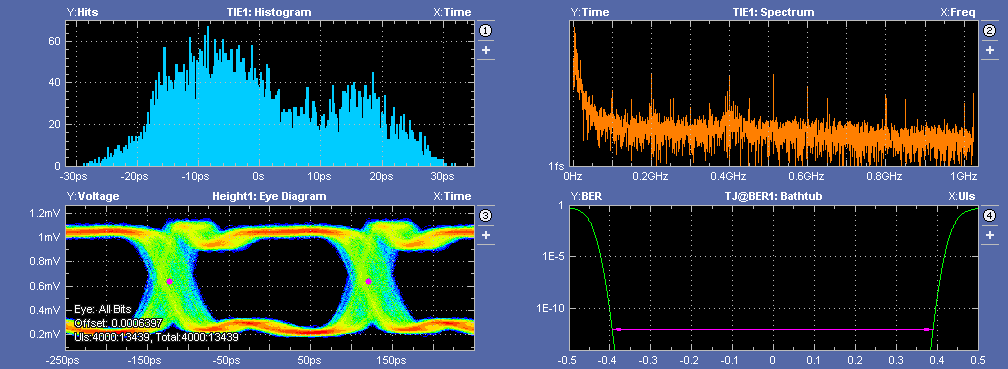 Y:Hits TIE1: Histogram X:Time
1
+
60
40
20
0
-30ps -20ps -10ps 0s 10ps 20ps 30ps
Y:Time TIE1: Spectrum X:Freq
2
+
11fs
0Hz 0.2GHz 0.4GHz 0.6GHz 0.8GHz 1GHz
Y:Voltage Height1: Eye Diagram X:Time
3
+
1.2mV
1mV
0.8mV
0.6mV
0.4mV
0.2mV
Eye: All Bits
Offset: 0.0006397
UIs:4000:13439, Total:4000:13439
-250ps -150ps -50ps 50ps 150ps
Y:BER TJ@BER1: Bathtub X:UIs
4
+
1
1E-5
1E-10
-0.5 -0.4 -0.3 -0.2 -0.1 0 0.1 0.2 0.3 0.4 0.5